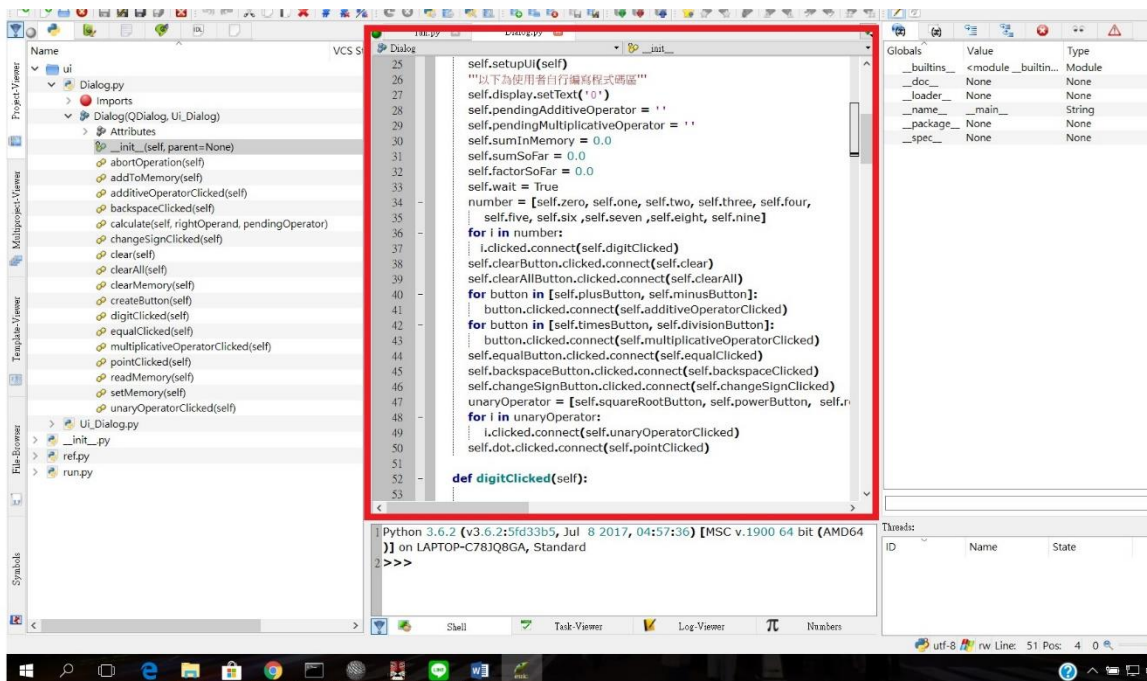 Name
VCS S
ui
Dialog.py
Imports
Dialog(QDialog, Ui_Dialog)
Attributes
__init__(self, parent=None)
abortOperation(self)
addToMemory(self)
additiveOperatorClicked(self)
backspaceClicked(self)
calculate(self, rightOperand, pendingOperator)
changeSignClicked(self)
clear(self)
clearAll(self)
clearMemory(self)
createButton(self)
digitClicked(self)
equalClicked(self)
multiplicativeOperatorClicked(self)
pointClicked(self)
readMemory(self)
setMemory(self)
unaryOperatorClicked(self)
Ui_Dialog.py
__init__.py
ref.py
run.py
Project-Viewer
Multiproject-Viewer
Template-Viewer
File-Browser
Symbols
Dialog
__init__
25 self.setupUi(self)
26 '''以下為使用者自行編寫程式碼區'''
27 self.display.setText('0')
28 self.pendingAdditiveOperator = ''
29 self.pendingMultiplicativeOperator = ''
30 self.sumInMemory = 0.0
31 self.sumSoFar = 0.0
32 self.factorSoFar = 0.0
33 self.wait = True
34 number = [self.zero, self.one, self.two, self.three, self.four,
35 self.five, self.six ,self.seven ,self.eight, self.nine]
36 for i in number:
37 i.clicked.connect(self.digitClicked)
38 self.clearButton.clicked.connect(self.clear)
39 self.clearAllButton.clicked.connect(self.clearAll)
40 for button in [self.plusButton, self.minusButton]:
41 button.clicked.connect(self.additiveOperatorClicked)
42 for button in [self.timesButton, self.divisionButton]:
43 button.clicked.connect(self.multiplicativeOperatorClicked)
44 self.equalButton.clicked.connect(self.equalClicked)
45 self.backspaceButton.clicked.connect(self.backspaceClicked)
46 self.changeSignButton.clicked.connect(self.changeSignClicked)
47 unaryOperator = [self.squareRootButton, self.powerButton, self.r
48 for i in unaryOperator:
49 i.clicked.connect(self.unaryOperatorClicked)
50 self.dot.clicked.connect(self.pointClicked)
51
52 def digitClicked(self):
53
1 Python 3.6.2 (v3.6.2:5fd33b5, Jul 8 2017, 04:57:36) [MSC v.1900 64 bit (AMD64
)] on LAPTOP-C78JQ8GA, Standard
2 >>>
Shell Task-Viewer Log-Viewer Numbers
Globals Value Type
__builtins__ <module __builtin... Module
__doc__ None None
__loader__ None None
__name__ __main__ String
__package__ None None
__spec__ None None
Threads:
ID Name State
utf-8 rw Line: 51 Pos: 4 0